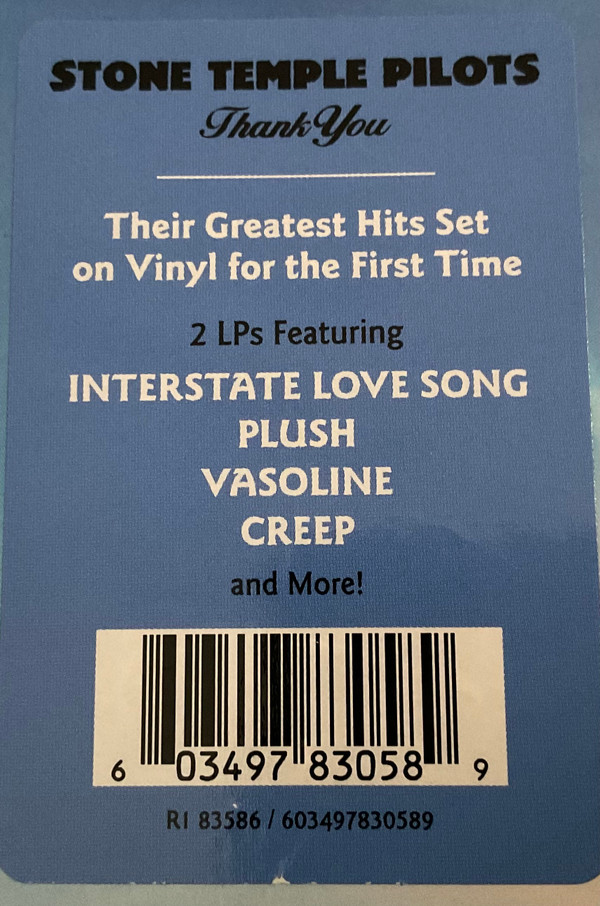 STONE TEMPLE PILOTS
Thank You
Their Greatest Hits Set
on Vinyl for the First Time
2 LPs Featuring
INTERSTATE LOVE SONG
PLUSH
VASOLINE
CREEP
and More!
6 03497 83058 9
R1 83586 / 603497830589